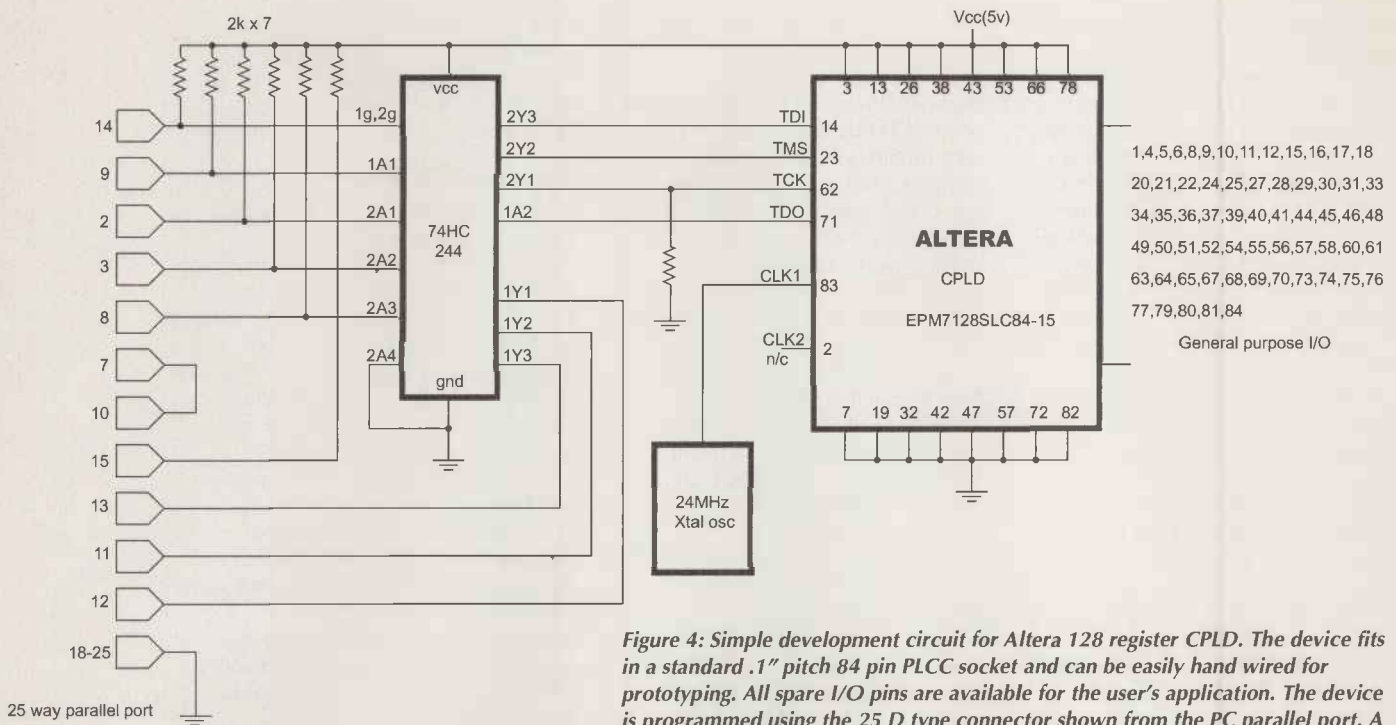 2k x 7
Vcc(5v)
vcc
3 13 26 38 43 53 66 78
14
1g,2g
2Y3
TDI
14
9
1A1
2Y2
TMS
23
2
2A1
2Y1
TCK
62
74HC
244
1A2
TDO
71
3
2A2
ALTERA
CPLD
EPM7128SLC84-15
CLK1
83
8
2A3
1Y1
1Y2
CLK2
n/c
2
7
2A4
1Y3
gnd
10
7 19 32 42 47 57 72 82
15
13
11
12
18-25
25 way parallel port
24MHz
Xtal osc
1,4,5,6,8,9,10,11,12,15,16,17,18
20,21,22,24,25,27,28,29,30,31,33
34,35,36,37,39,40,41,44,45,46,48
49,50,51,52,54,55,56,57,58,60,61
63,64,65,67,68,69,70,73,74,75,76
77,79,80,81,84
General purpose I/O
Figure 4: Simple development circuit for Altera 128 register CPLD. The device fits
in a standard .1" pitch 84 pin PLCC socket and can be easily hand wired for
prototyping. All spare I/O pins are available for the user's application. The device
is programmed using the 25 D type connector shown from the PC parallel port. A